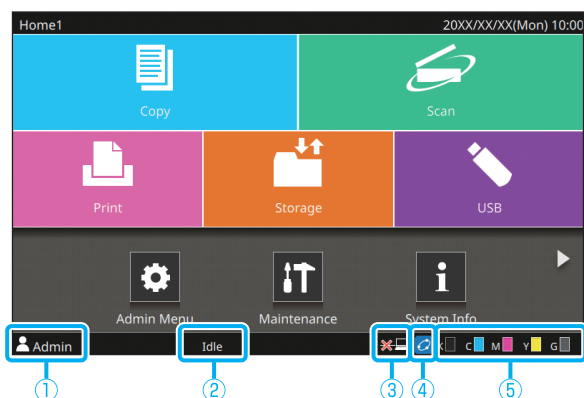 Home1 20XX/XX/XX(Mon) 10:00
Copy Scan
Print Storage USB
Admin Menu Maintenance System Info
Admin Idle K C M Y G
1 2 3 4 5